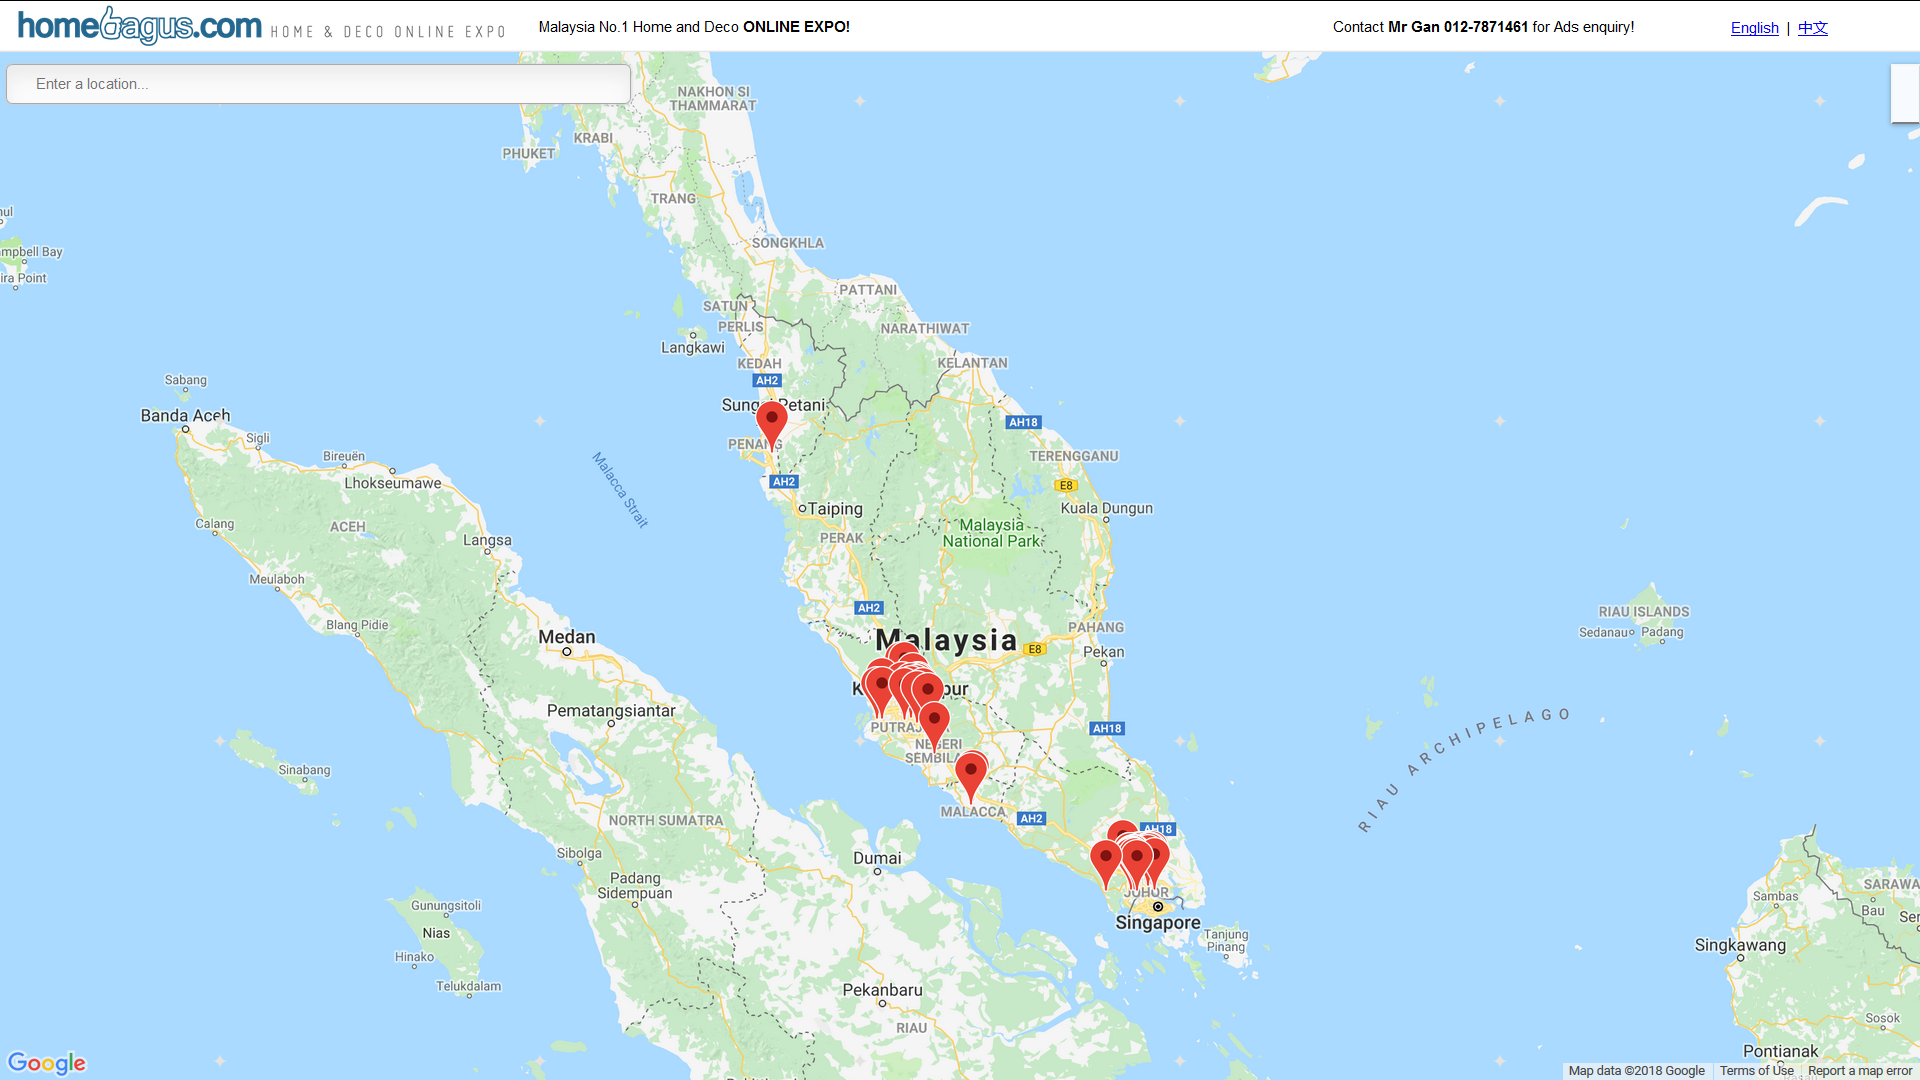 homebagus.com HOME & DECO ONLINE EXPO
Malaysia No.1 Home and Deco ONLINE EXPO!
Contact Mr Gan 012-7871461 for Ads enquiry!
English | 中文
Enter a location...
NAKHON SI
THAMMARAT
KRABI
PHUKET
TRANG
SONGKHLA
mpbell Bay
ira Point
PATTANI
SATUN
PERLIS
NARATHIWAT
Langkawi
KEDAH
KELANTAN
AH2
Sabang
Banda Aceh
Sungai Petani
AH18
Sigli
PENANG
Bireuën
TERENGGANU
Malacca Strait
Lhokseumawe
AH2
E8
Taiping
Kuala Dungun
Calang
ACEH
Malaysia
National Park
PERAK
Langsa
Meulaboh
AH2
RIAU ISLANDS
Blang Pidie
PAHANG
Sedanau
Padang
Medan
Malaysia
E8
Pekan
K
pur
Pematangsiantar
RIAU ARCHIPELAGO
PUTRAJ
AH18
NEGERI
SEMBILA
Sinabang
MALACCA
NORTH SUMATRA
AH2
AH18
Sibolga
Dumai
Padang
Sidempuan
JOHOR
SARAWA
Sambas
Gunungsitoli
Bau
Ser
Nias
Singapore
Tanjung
Pinang
Singkawang
Hinako
Telukdalam
Pekanbaru
RIAU
Sosok
Pontianak
Google
Map data ©2018 Google
Terms of Use
Report a map error